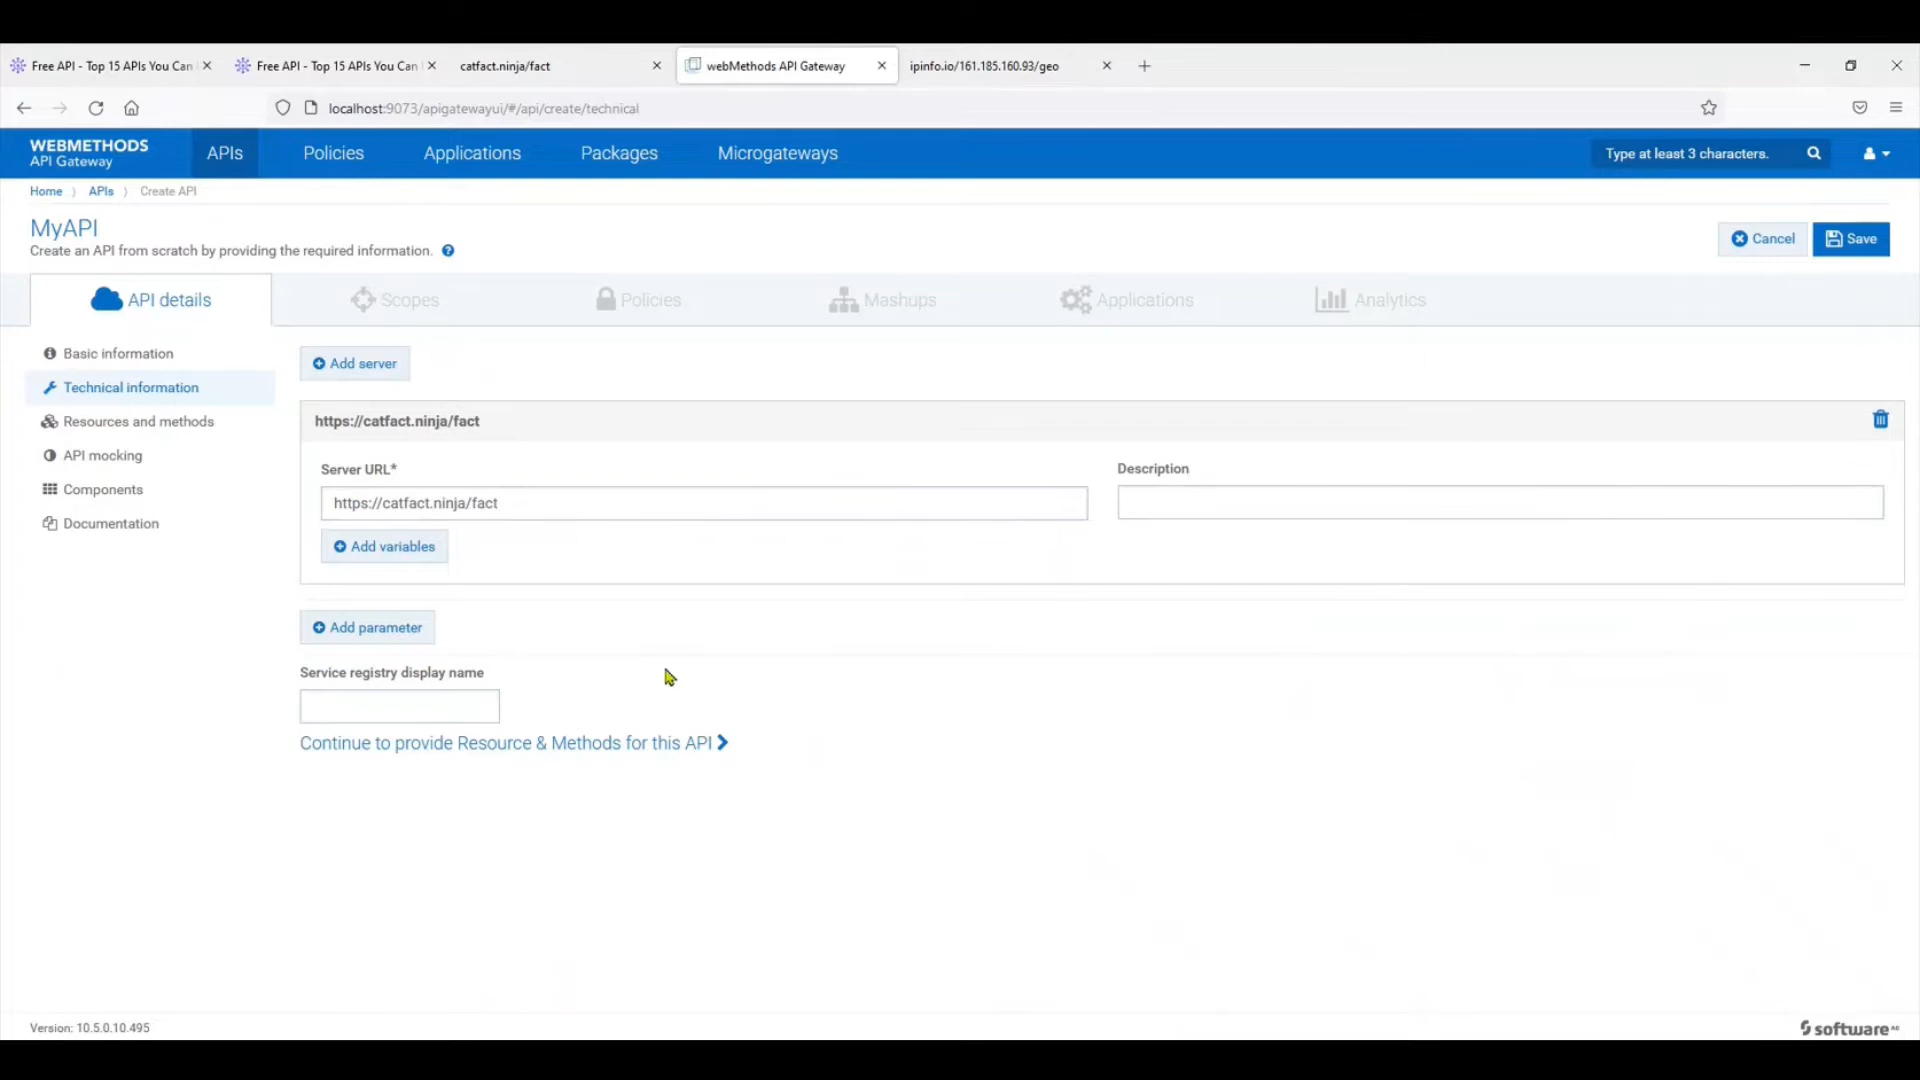 Free API - Top 15 APIs You Can
Free API - Top 15 APIs You Can
catfact.ninja/fact
webMethods API Gateway
ipinfo.io/161.185.160.93/geo
localhost:9073/apigatewayui/#/api/create/technical
WEBMETHODS
API Gateway
APIs
Policies
Applications
Packages
Microgateways
Type at least 3 characters.
Home
APIs
Create API
MyAPI
Create an API from scratch by providing the required information.
Cancel
Save
API details
Scopes
Policies
Mashups
Applications
Analytics
Basic information
Technical information
Resources and methods
API mocking
Components
Documentation
Add server
https://catfact.ninja/fact
Server URL*
Description
https://catfact.ninja/fact
Add variables
Add parameter
Service registry display name
Continue to provide Resource & Methods for this API
Version: 10.5.0.10.495
software AG